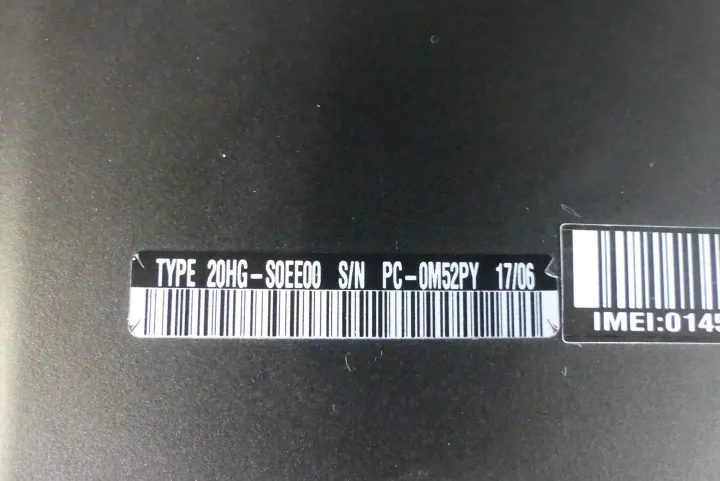 TYPE 20HG-S0EE00 S/N PC-0M52PY 17/06
IMEI:0145